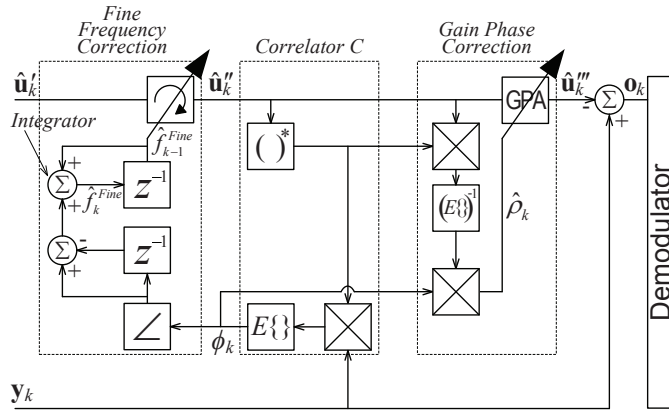 Fine
Frequency
Correction
Correlator C
Gain Phase
Correction
û′ₖ
û″ₖ
û‴ₖ
oₖ
GPA
-
Σ
+
Integrator
f̂ₖ₋₁^Fine
( )*
+
Σ
+
f̂ₖ^Fine
z⁻¹
(E{})⁻¹
ρ̂ₖ
Σ
-
+
z⁻¹
∠
ϕₖ
E{}
Demodulator
yₖ